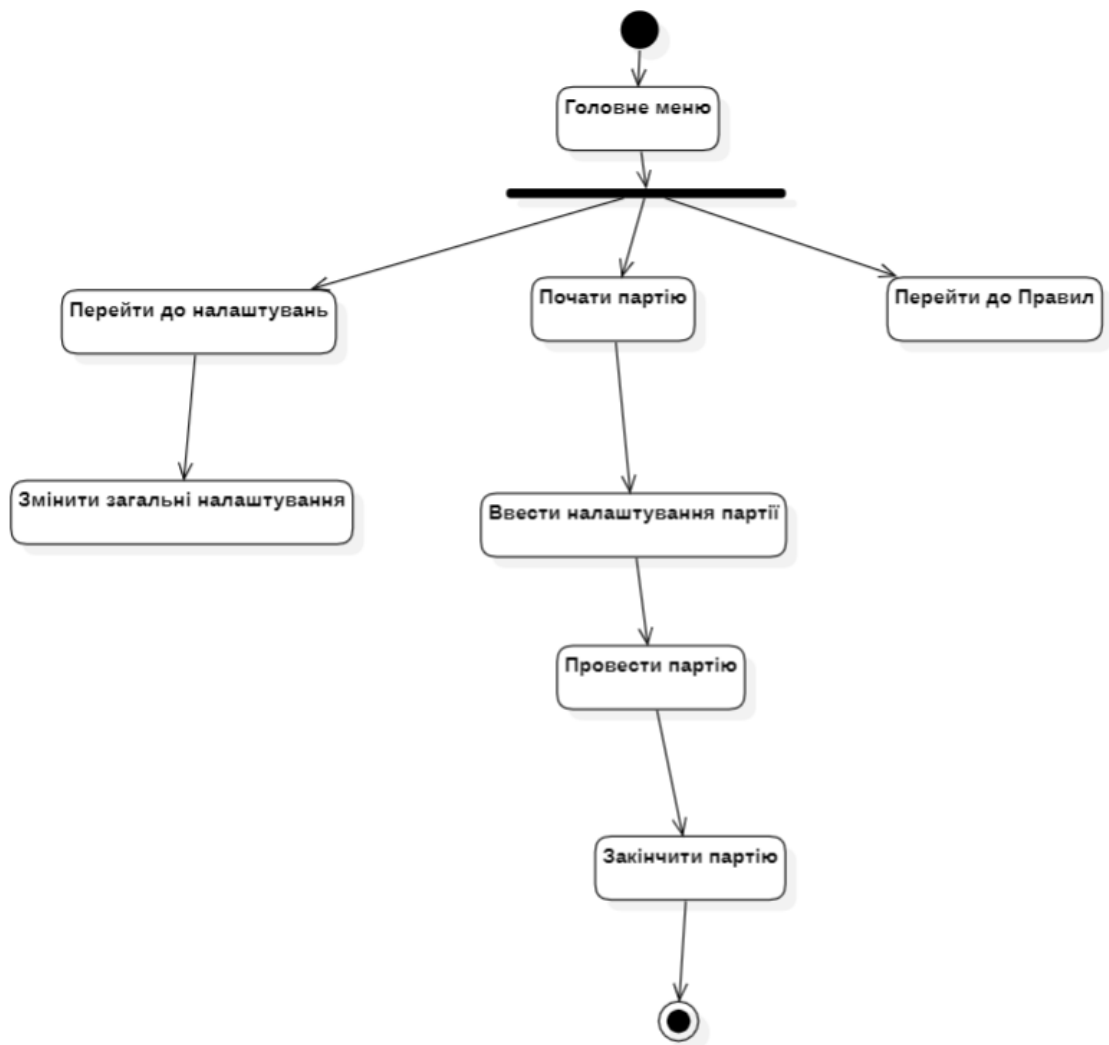 Головне меню
Перейти до налаштувань
Почати партію
Перейти до Правил
Змінити загальні налаштування
Ввести налаштування партії
Провести партію
Закінчити партію